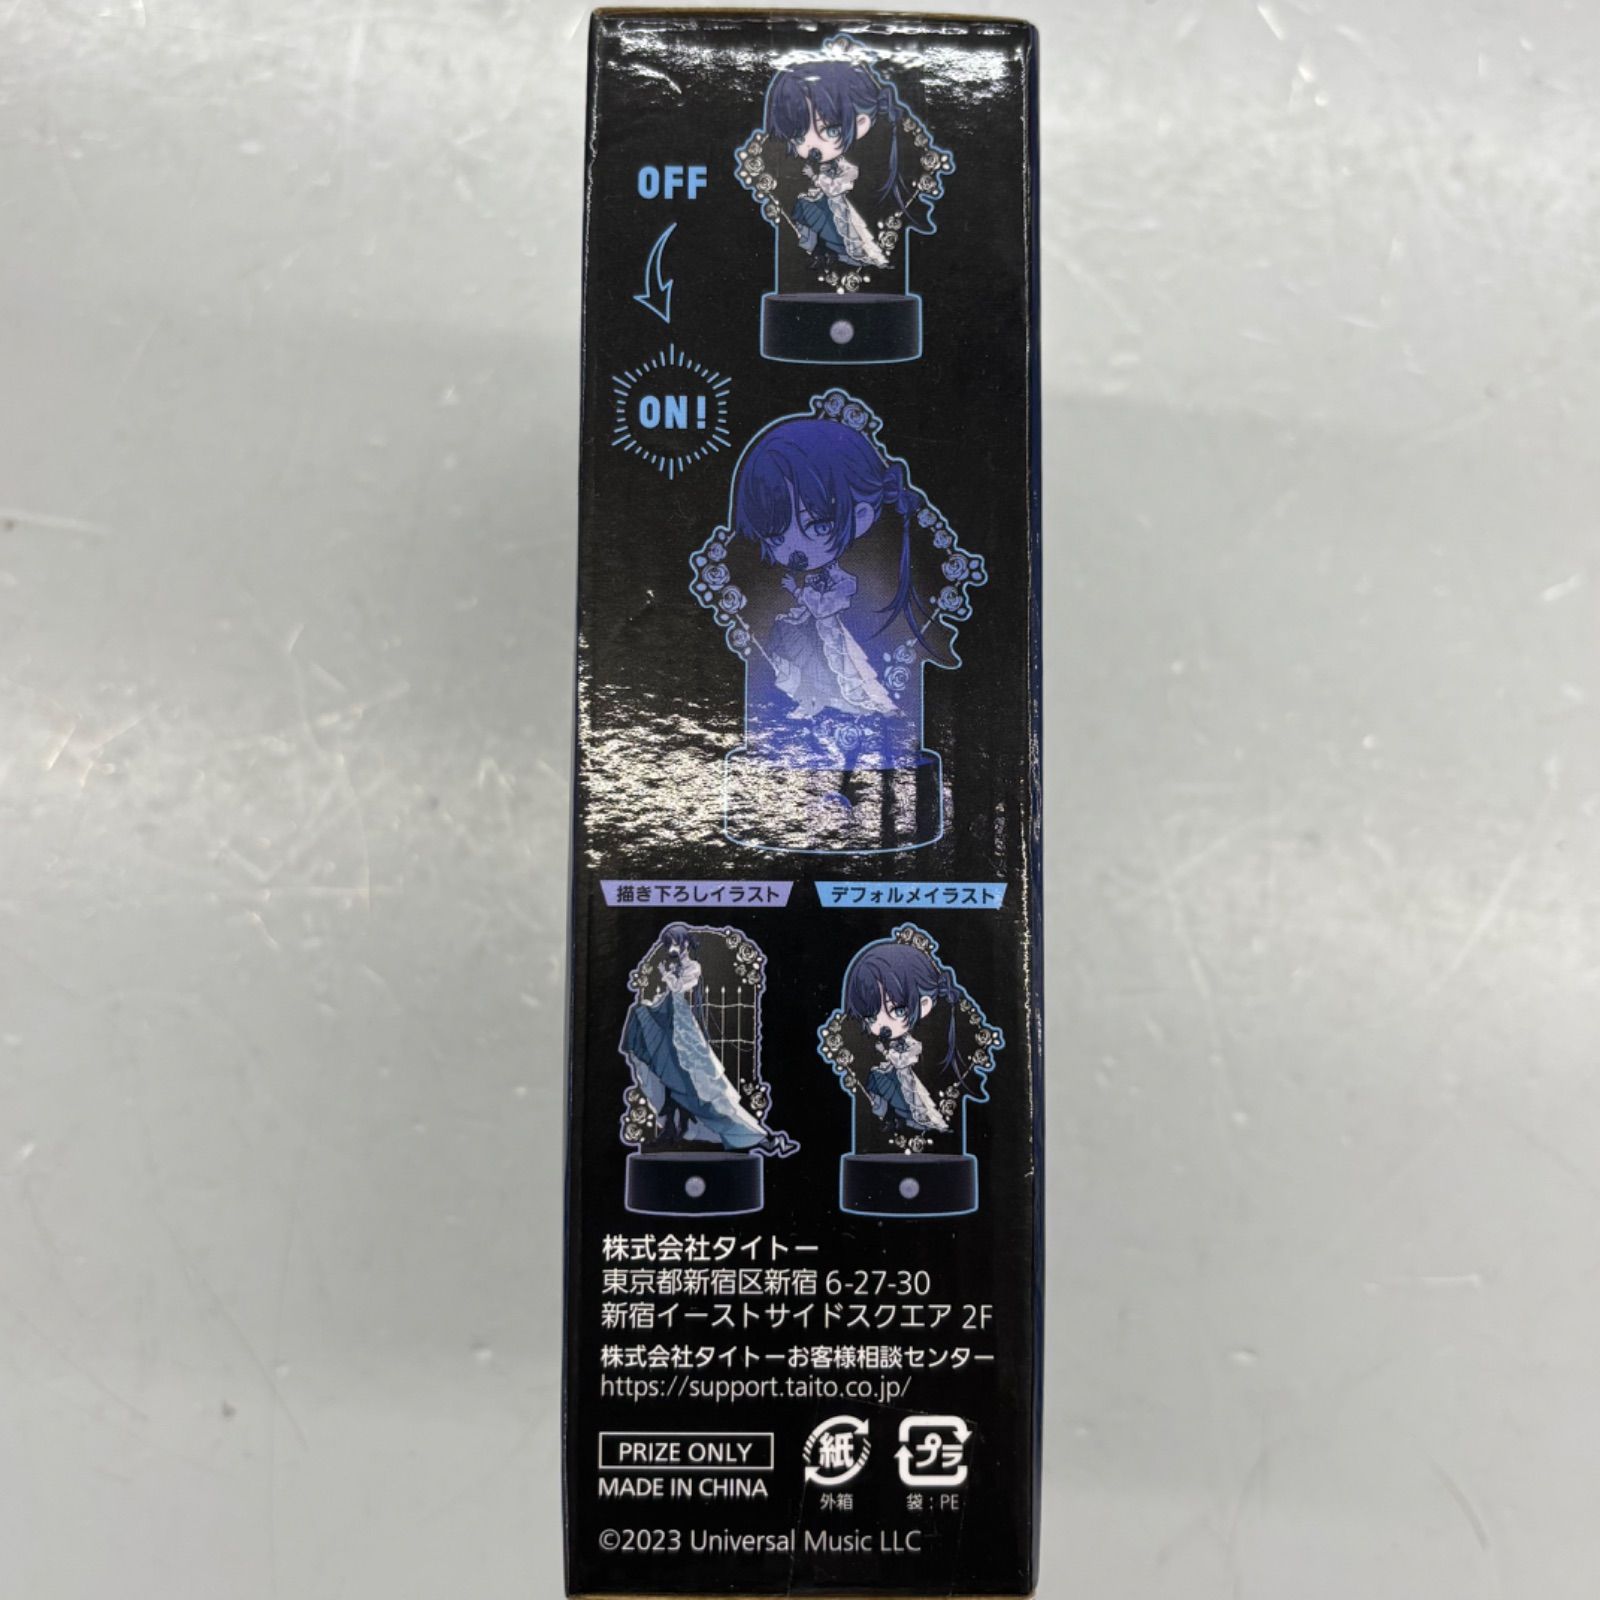 OFF
ON!
描き下ろしイラスト
デフォルメイラスト
株式会社タイトー
東京都新宿区新宿 6-27-30
新宿イーストサイドスクエア 2F
株式会社タイトーお客様相談センター
https://support.taito.co.jp/
PRIZE ONLY
MADE IN CHINA
紙
外箱
プラ
袋：PE
©2023 Universal Music LLC